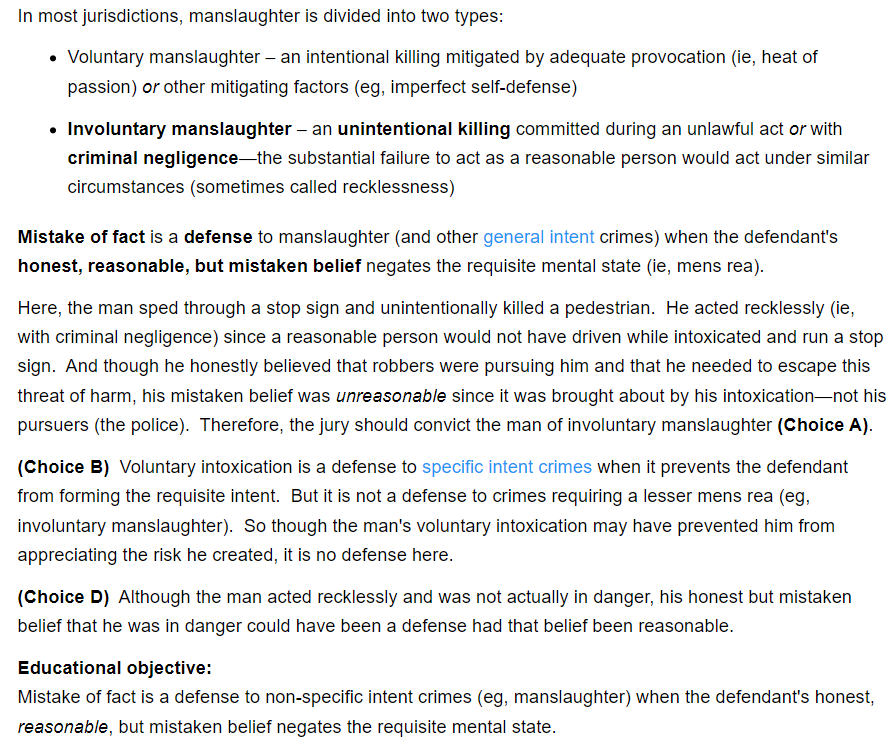 In most jurisdictions, manslaughter is divided into two types:
• Voluntary manslaughter – an intentional killing mitigated by adequate provocation (ie, heat of
passion) or other mitigating factors (eg, imperfect self-defense)
• Involuntary manslaughter – an unintentional killing committed during an unlawful act or with
criminal negligence—the substantial failure to act as a reasonable person would act under similar
circumstances (sometimes called recklessness)
Mistake of fact is a defense to manslaughter (and other general intent crimes) when the defendant's
honest, reasonable, but mistaken belief negates the requisite mental state (ie, mens rea).
Here, the man sped through a stop sign and unintentionally killed a pedestrian. He acted recklessly (ie,
with criminal negligence) since a reasonable person would not have driven while intoxicated and run a stop
sign. And though he honestly believed that robbers were pursuing him and that he needed to escape this
threat of harm, his mistaken belief was unreasonable since it was brought about by his intoxication—not his
pursuers (the police). Therefore, the jury should convict the man of involuntary manslaughter (Choice A).
(Choice B) Voluntary intoxication is a defense to specific intent crimes when it prevents the defendant
from forming the requisite intent. But it is not a defense to crimes requiring a lesser mens rea (eg,
involuntary manslaughter). So though the man's voluntary intoxication may have prevented him from
appreciating the risk he created, it is no defense here.
(Choice D) Although the man acted recklessly and was not actually in danger, his honest but mistaken
belief that he was in danger could have been a defense had that belief been reasonable.
Educational objective:
Mistake of fact is a defense to non-specific intent crimes (eg, manslaughter) when the defendant's honest,
reasonable, but mistaken belief negates the requisite mental state.